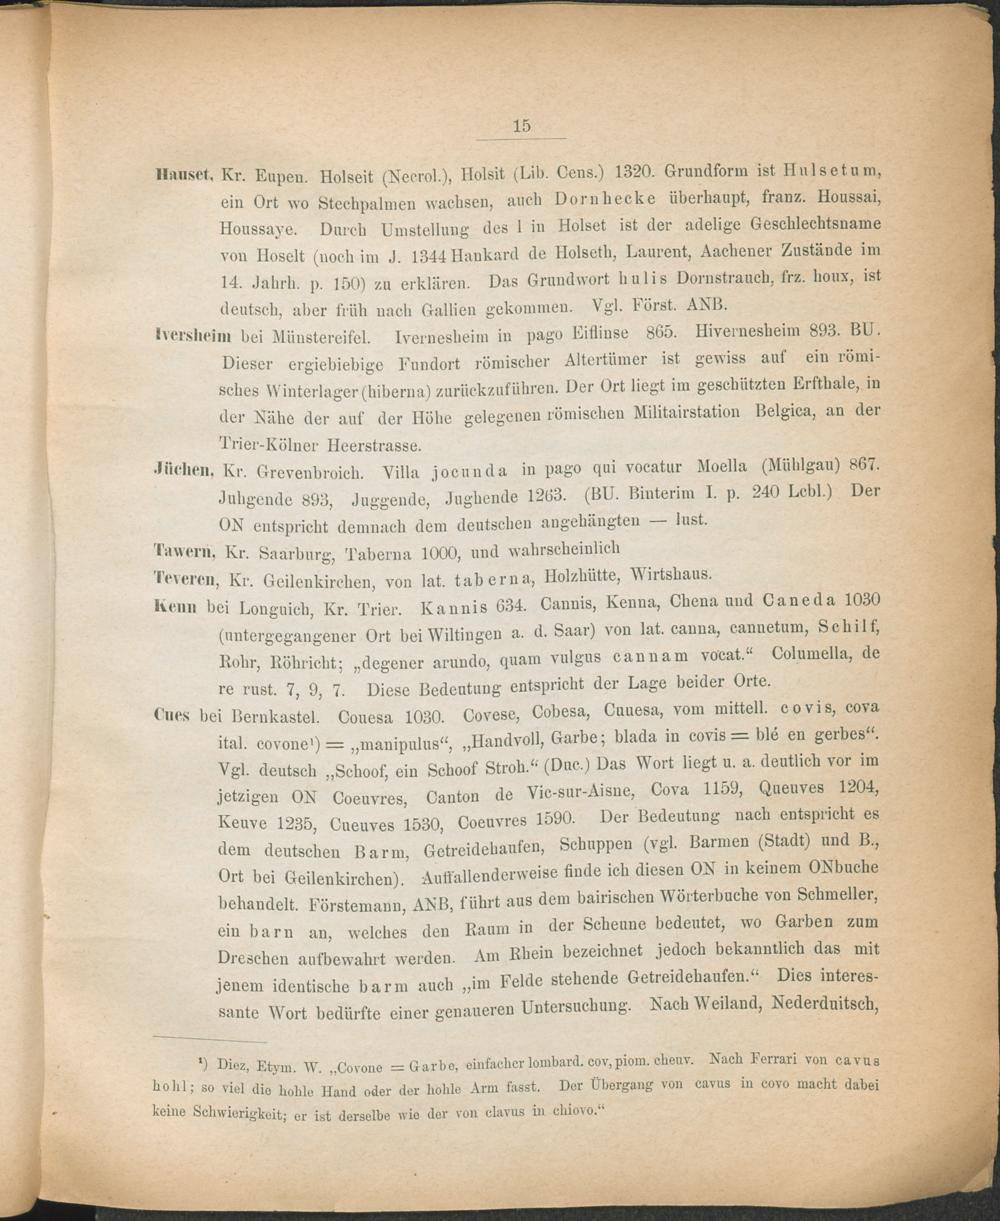 15
Hauset, Kr. Eupen. Holseit (Necrol.), Holsit (Lib. Cens.) 1320. Grundform ist Hulsetum,
ein Ort wo Stechpalmen wachsen, auch Dornhecke überhaupt, franz. Houssai,
Houssaye. Durch Umstellung des l in Holset ist der adelige Geschlechtsname
von Hoselt (noch im J. 1344 Hankard de Holseth, Laurent, Aachener Zustände im
14. Jahrh. p. 150) zu erklären. Das Grundwort hulis Dornstrauch, frz. houx, ist
deutsch, aber früh nach Gallien gekommen. Vgl. Först. ANB.
Iversheim bei Münstereifel. Ivernesheim in pago Eiflinse 865. Hivernesheim 893. BU.
Dieser ergiebiebige Fundort römischer Altertümer ist gewiss auf ein römi-
sches Winterlager (hiberna) zurückzuführen. Der Ort liegt im geschützten Erfthale, in
der Nähe der auf der Höhe gelegenen römischen Militairstation Belgica, an der
Trier-Kölner Heerstrasse.
Jüchen, Kr. Grevenbroich. Villa jocunda in pago qui vocatur Moella (Mühlgau) 867.
Juhgende 893, Juggende, Jughende 1263. (BU. Binterim I. p. 240 Lcbl.) Der
ON entspricht demnach dem deutschen angehängten — lust.
Tawern, Kr. Saarburg, Taberna 1000, und wahrscheinlich
Teveren, Kr. Geilenkirchen, von lat. taberna, Holzhütte, Wirtshaus.
Kenn bei Longuich, Kr. Trier. Kannis 634. Cannis, Kenna, Chena und Caneda 1030
(untergegangener Ort bei Wiltingen a. d. Saar) von lat. canna, cannetum, Schilf,
Rohr, Röhricht; „degener arundo, quam vulgus cannam vocat.“ Columella, de
re rust. 7, 9, 7. Diese Bedeutung entspricht der Lage beider Orte.
Cues bei Bernkastel. Couesa 1030. Covese, Cobesa, Cuuesa, vom mittell. covis, cova
ital. covone¹) = „manipulus“, „Handvoll, Garbe; blada in covis = blé en gerbes“.
Vgl. deutsch „Schoof, ein Schoof Stroh.“ (Duc.) Das Wort liegt u. a. deutlich vor im
jetzigen ON Coeuvres, Canton de Vic-sur-Aisne, Cova 1159, Queuves 1204,
Keuve 1235, Cueuves 1530, Coeuvres 1590. Der Bedeutung nach entspricht es
dem deutschen Barm, Getreidehaufen, Schuppen (vgl. Barmen (Stadt) und B.,
Ort bei Geilenkirchen). Auffallenderweise finde ich diesen ON in keinem ONbuche
behandelt. Förstemann, ANB, führt aus dem bairischen Wörterbuche von Schmeller,
ein barn an, welches den Raum in der Scheune bedeutet, wo Garben zum
Dreschen aufbewahrt werden. Am Rhein bezeichnet jedoch bekanntlich das mit
jenem identische barm auch „im Felde stehende Getreidehaufen.“ Dies interes-
sante Wort bedürfte einer genaueren Untersuchung. Nach Weiland, Nederduitsch,
¹) Diez, Etym. W. „Covone = Garbe, einfacher lombard. cov, piom. cheuv. Nach Ferrari von cavus
hohl; so viel die hohle Hand oder der hohle Arm fasst. Der Übergang von cavus in covo macht dabei
keine Schwierigkeit; er ist derselbe wie der von clavus in chiovo.“